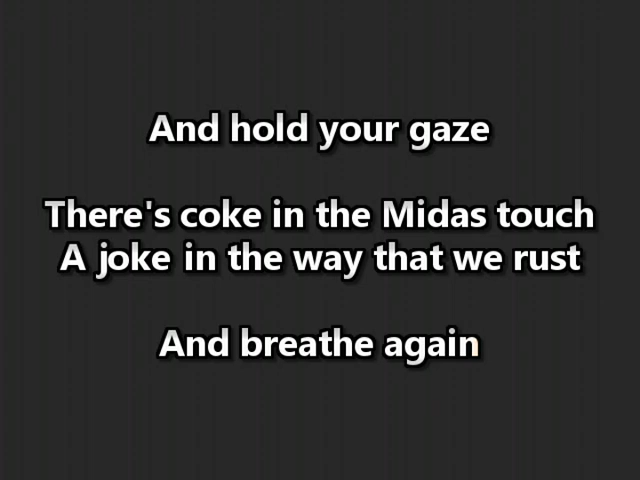 And hold your gaze
There's coke in the Midas touch
A joke in the way that we rust
And breathe again